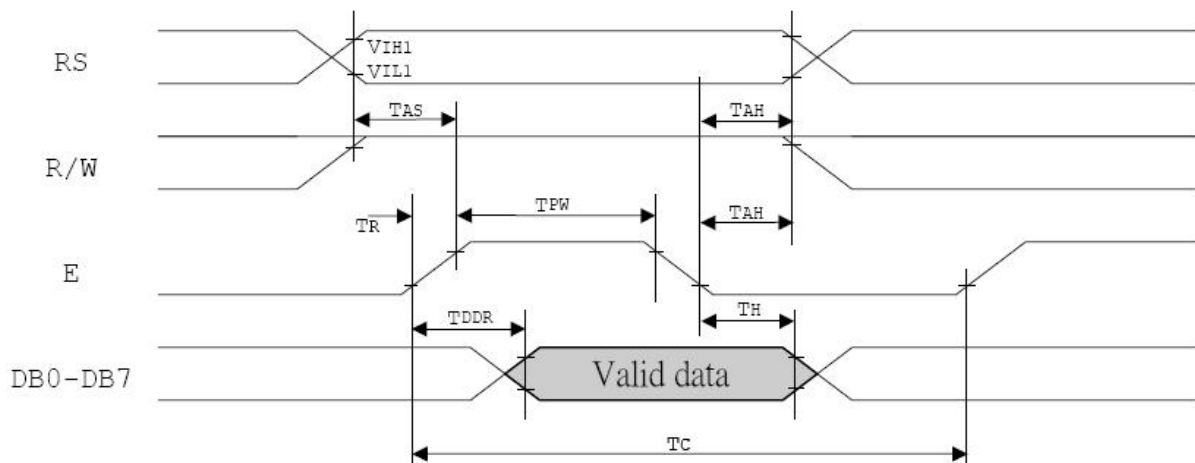 RS
VIH1
VIL1
TAS
TAH
R/W
TPW
TR
TAH
E
TDDR
TH
DB0-DB7
Valid data
TC